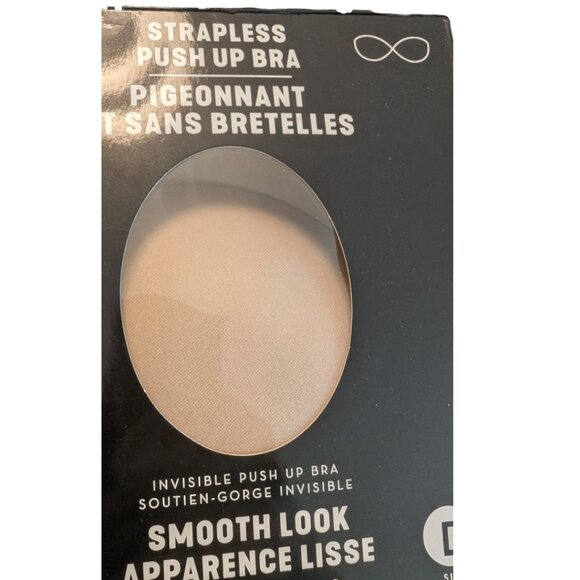 STRAPLESS
PUSH UP BRA
PIGEONNANT
T SANS BRETELLES
INVISIBLE PUSH UP BRA
SOUTIEN-GORGE INVISIBLE
SMOOTH LOOK
APPARENCE LISSE